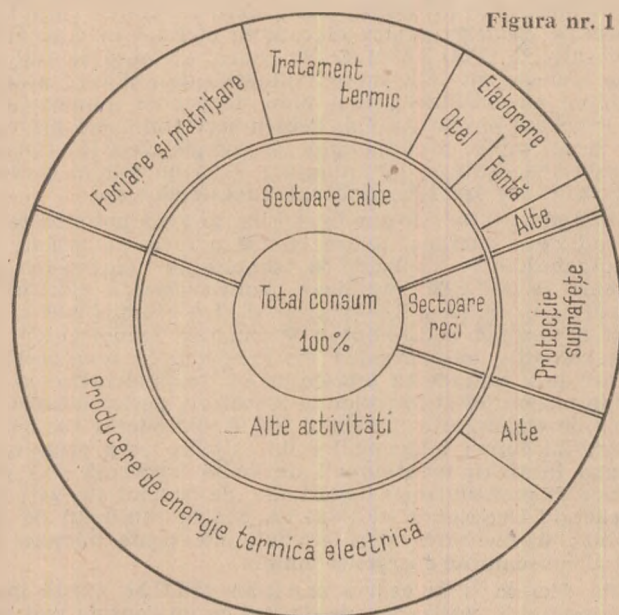 Figura nr. 1
Tratament
termic
Elaborare
Oțel
Fontă
Alte
Forjare și matrițare
Sectoare calde
Total consum
100%
Sectoare
reci
Protecție
suprafețe
Alte activități
Alte
Producere de energie termică electrică